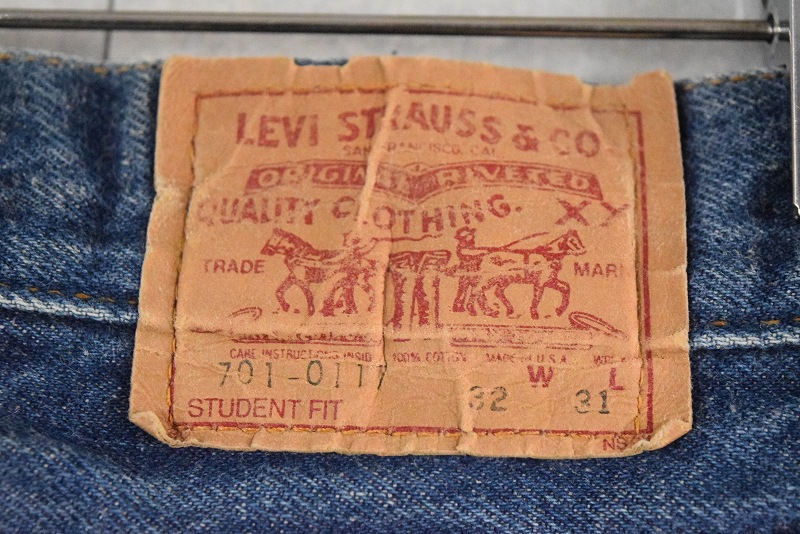 LEVI STRAUSS & CO
SAN FRANCISCO, CAL
ORIGINAL RIVETED
QUALITY CLOTHING. XX
TRADE MARK
CARE INSTRUCTIONS INSIDE 100% COTTON MADE IN U.S.A.
W L
701-0117 32 31
STUDENT FIT